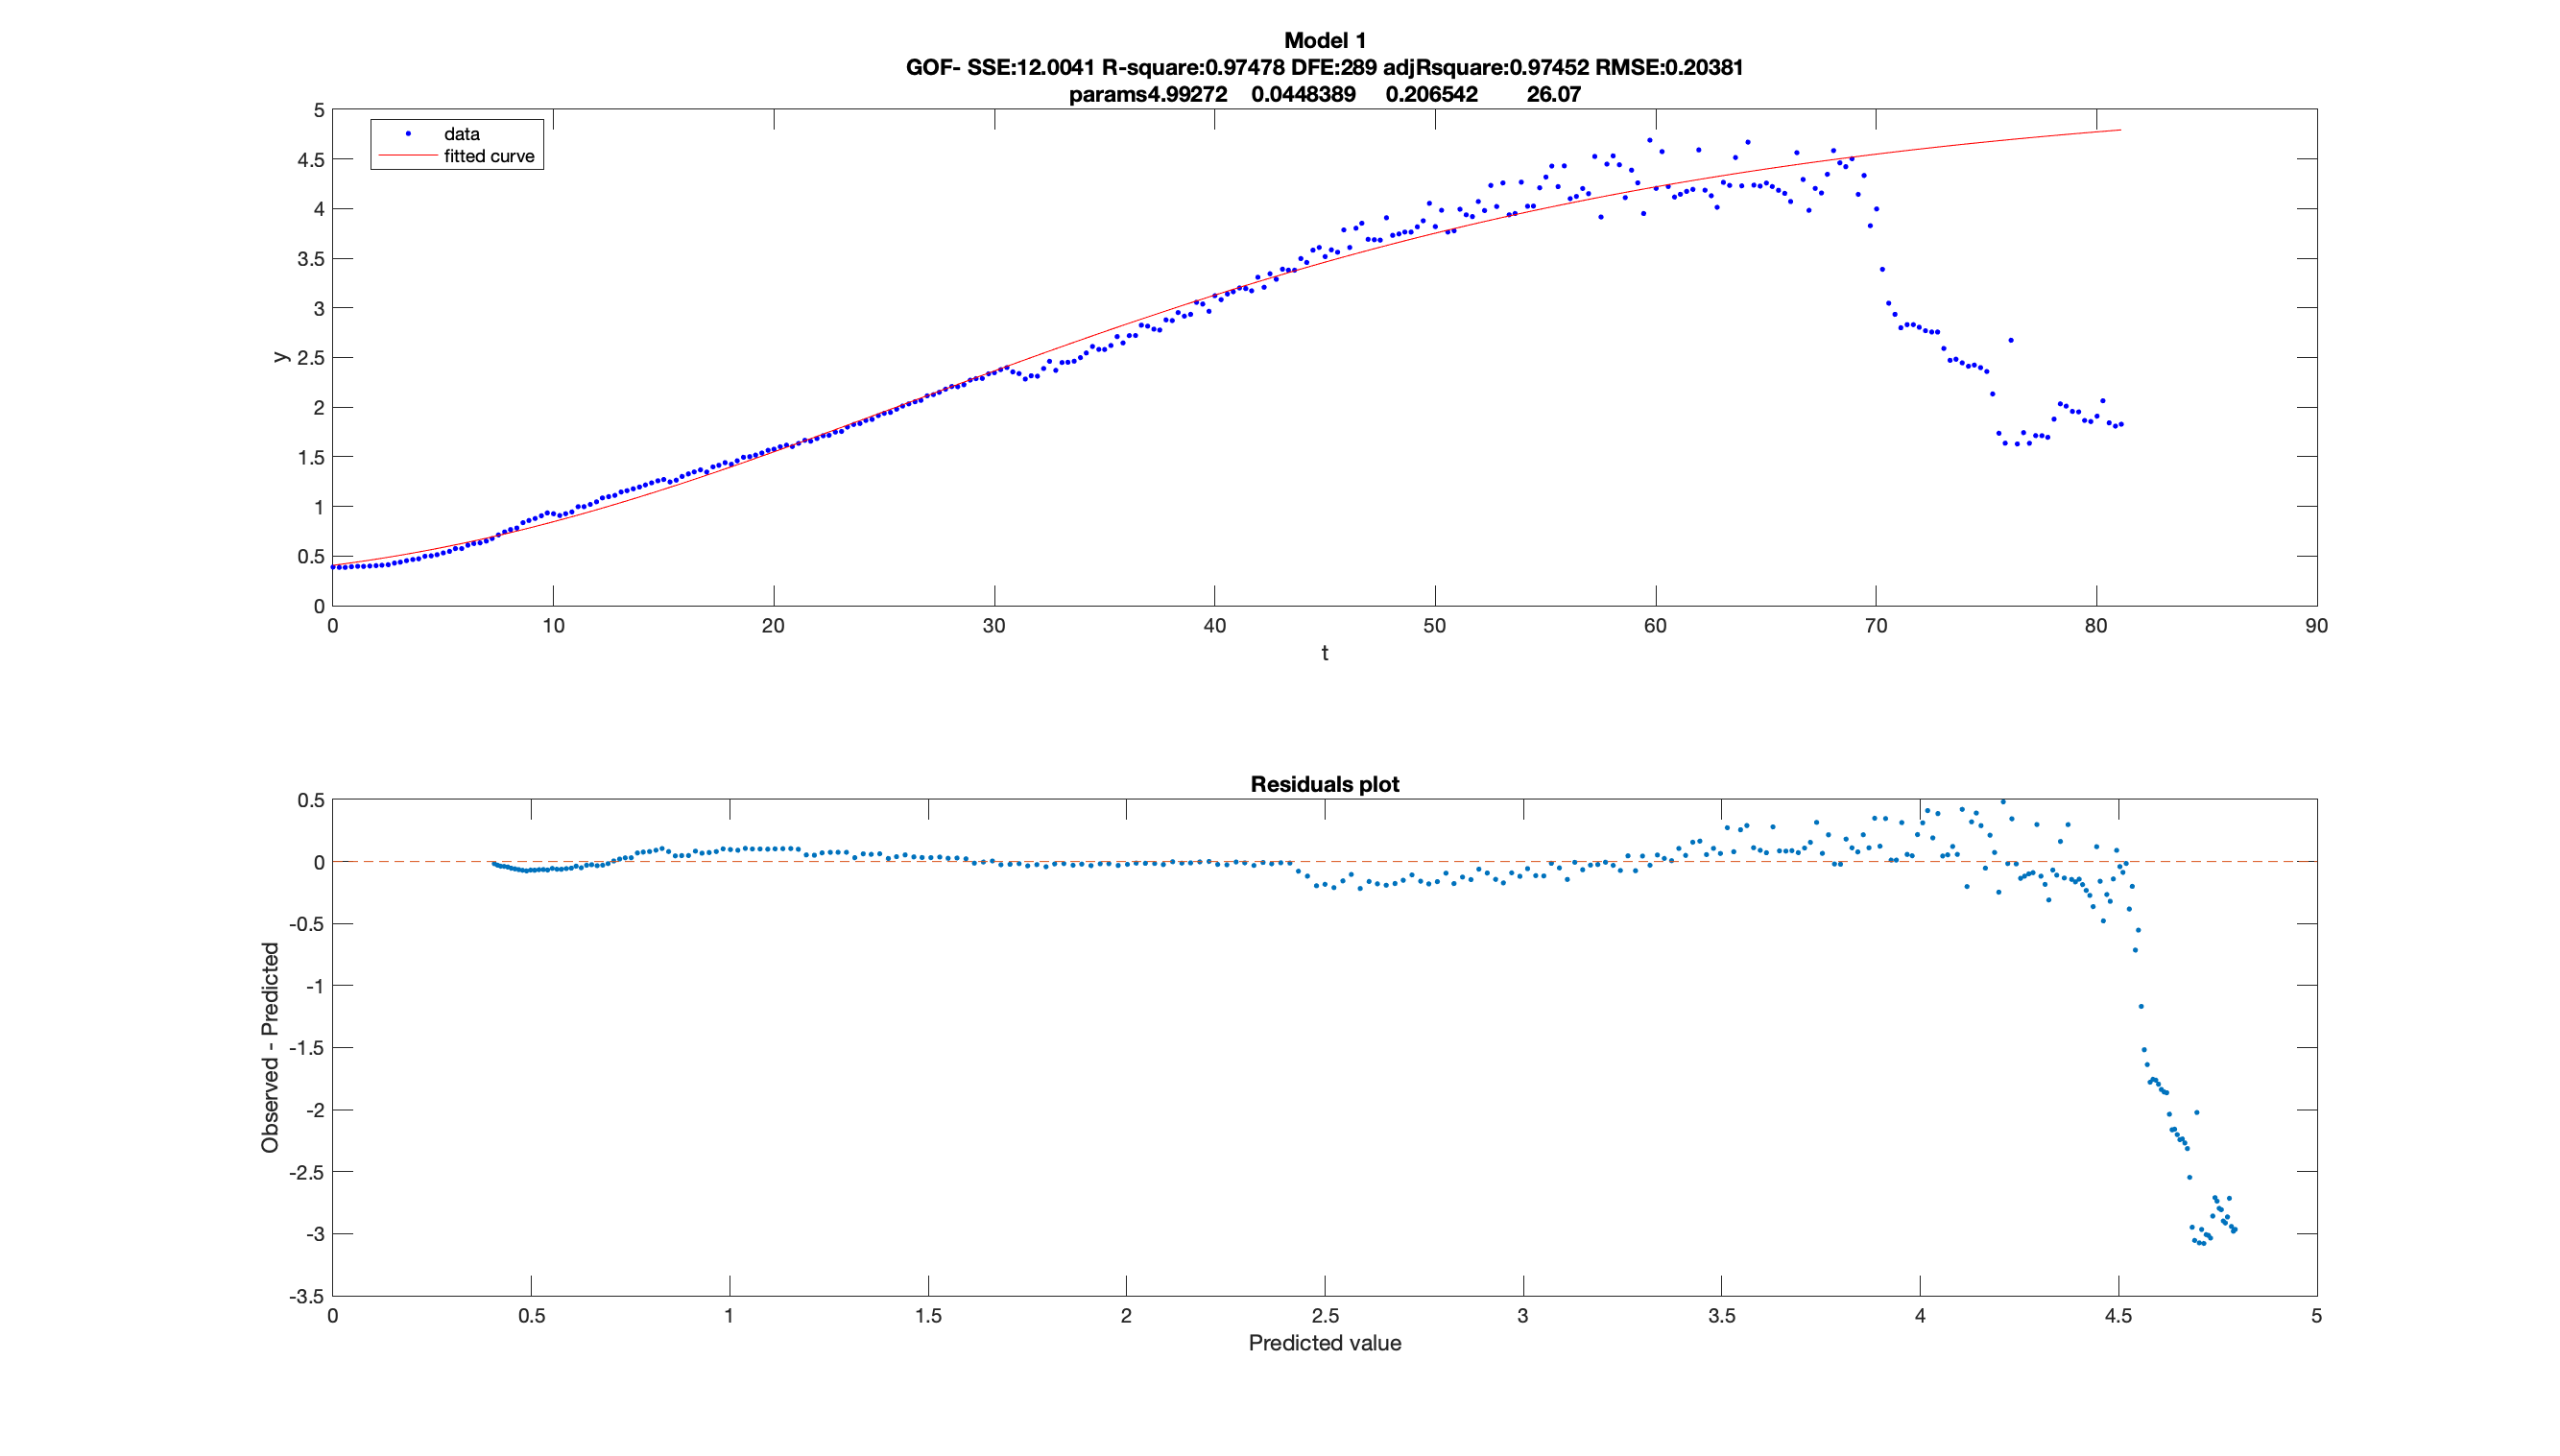 Model 1
GOF- SSE:12.0041 R-square:0.97478 DFE:289 adjRsquare:0.97452 RMSE:0.20381
params4.99272 0.0448389 0.206542 26.07
5
4.5
4
3.5
3
2.5
2
1.5
1
0.5
0
y
data
fitted curve
0 10 20 30 40 50 60 70 80 90
t
Residuals plot
0.5
0
-0.5
-1
-1.5
-2
-2.5
-3
-3.5
Observed - Predicted
0 0.5 1 1.5 2 2.5 3 3.5 4 4.5 5
Predicted value